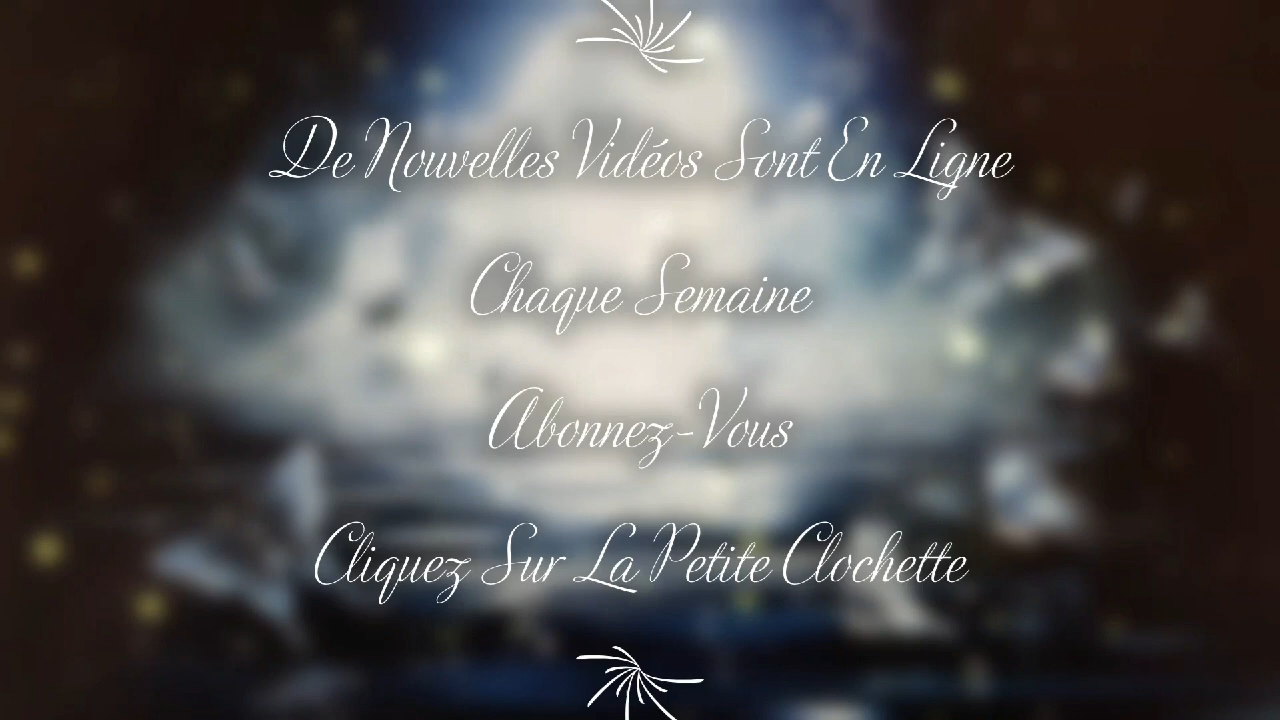 De Nouvelles Vidéos Sont En Ligne
Chaque Semaine
Abonnez-Vous
Cliquez Sur La Petite Clochette